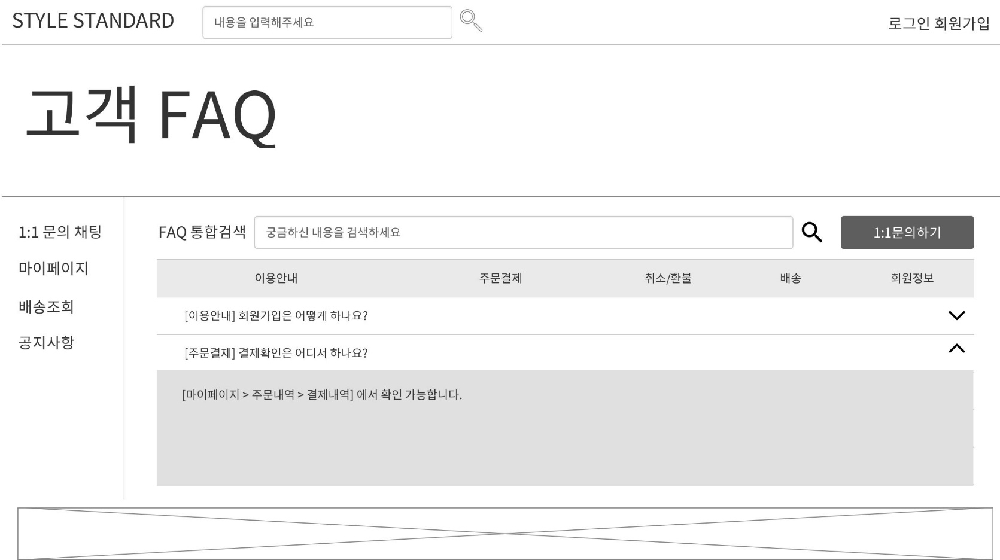 STYLE STANDARD 내용을 입력해주세요 로그인 회원가입
고객 FAQ
1:1 문의 채팅
마이페이지
배송조회
공지사항
FAQ 통합검색 궁금하신 내용을 검색하세요 1:1문의하기
이용안내 주문결제 취소/환불 배송 회원정보
[이용안내] 회원가입은 어떻게 하나요?
[주문결제] 결제확인은 어디서 하나요?
[마이페이지 > 주문내역 > 결제내역] 에서 확인 가능합니다.